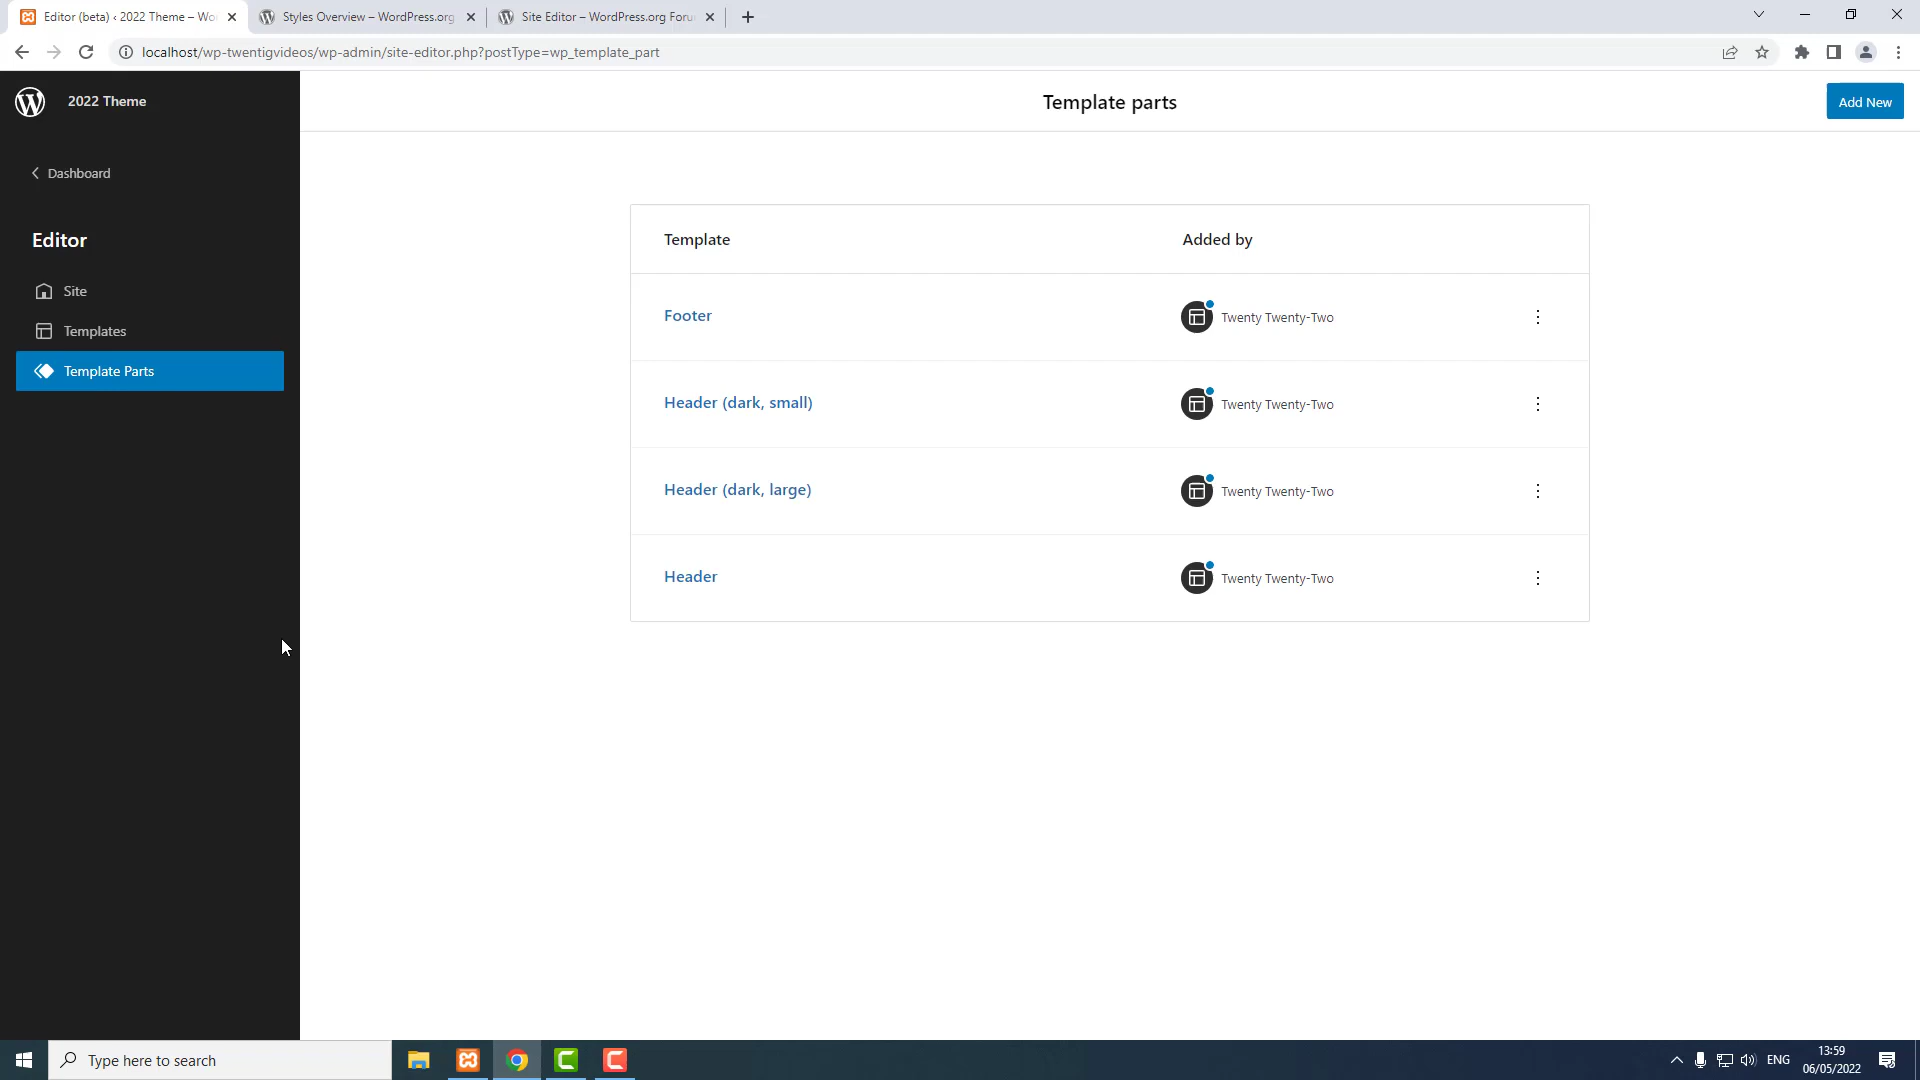 Editor (beta) ‹ 2022 Theme – Wo
Styles Overview – WordPress.org
Site Editor – WordPress.org Foru
localhost/wp-twentigvideos/wp-admin/site-editor.php?postType=wp_template_part
2022 Theme
Template parts
Add New
Dashboard
Editor
Site
Templates
Template Parts
Template Added by
Footer Twenty Twenty-Two
Header (dark, small) Twenty Twenty-Two
Header (dark, large) Twenty Twenty-Two
Header Twenty Twenty-Two
Type here to search
ENG
13:59
06/05/2022